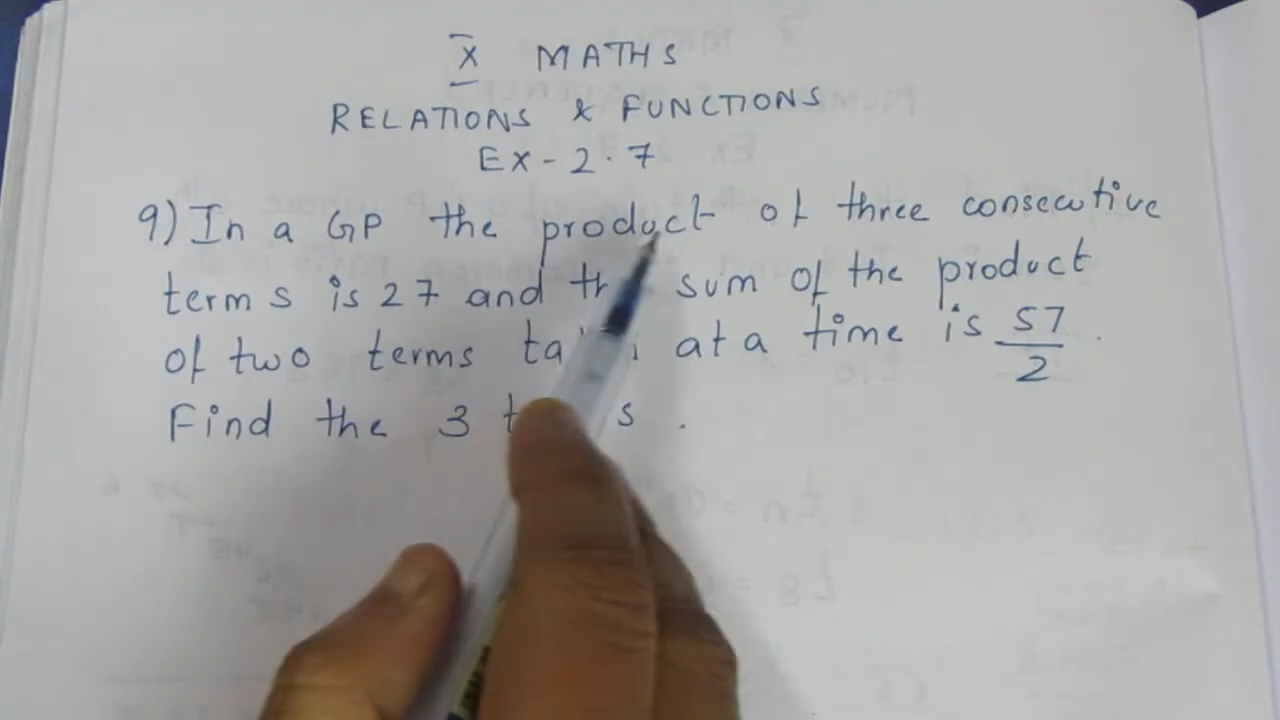 X MATHS
RELATIONS & FUNCTIONS
Ex - 2.7
9) In a GP the product of three consecutive
terms is 27 and sum of the product
of two terms at a time is 57/2.
Find the 3